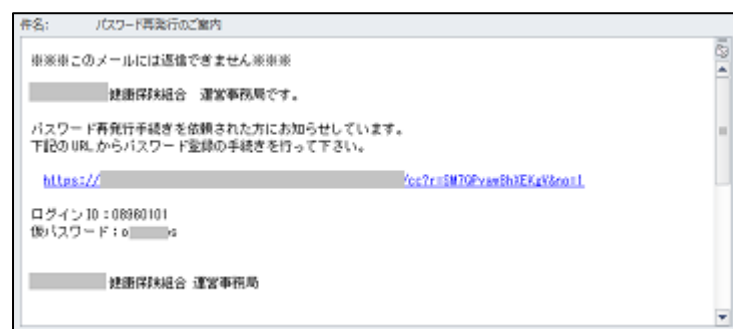 件名: パスワード再発行のご案内
※※※このメールには返信できません※※※
健康保険組合 運営事務局です。
パスワード再発行手続きを依頼された方にお知らせしています。
下記のURLからパスワード登録の手続きを行って下さい。
https:// /cc?r=
ログインID:08960101
仮パスワード:o s
健康保険組合 運営事務局